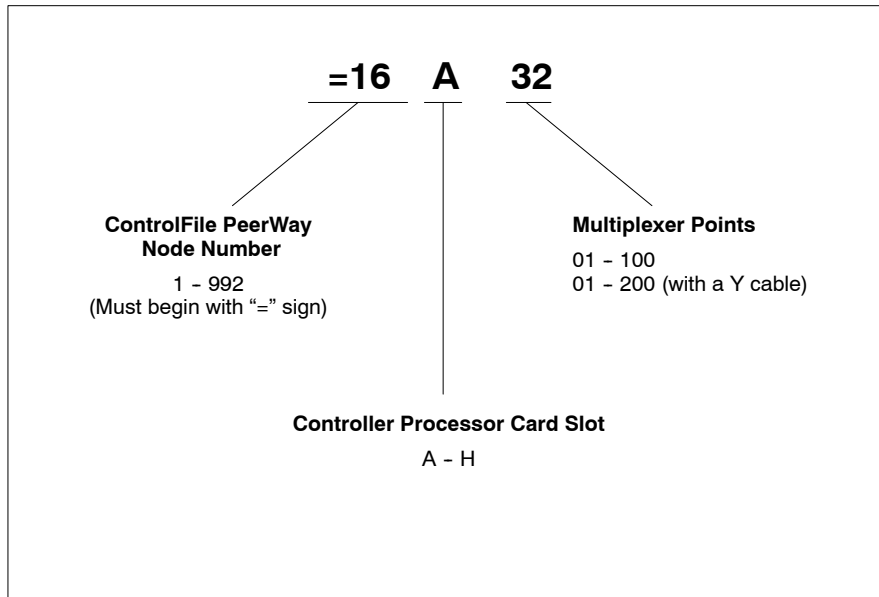 =16 A 32
ControlFile PeerWay
Node Number
1 - 992
(Must begin with “=” sign)
Multiplexer Points
01 - 100
01 - 200 (with a Y cable)
Controller Processor Card Slot
A - H